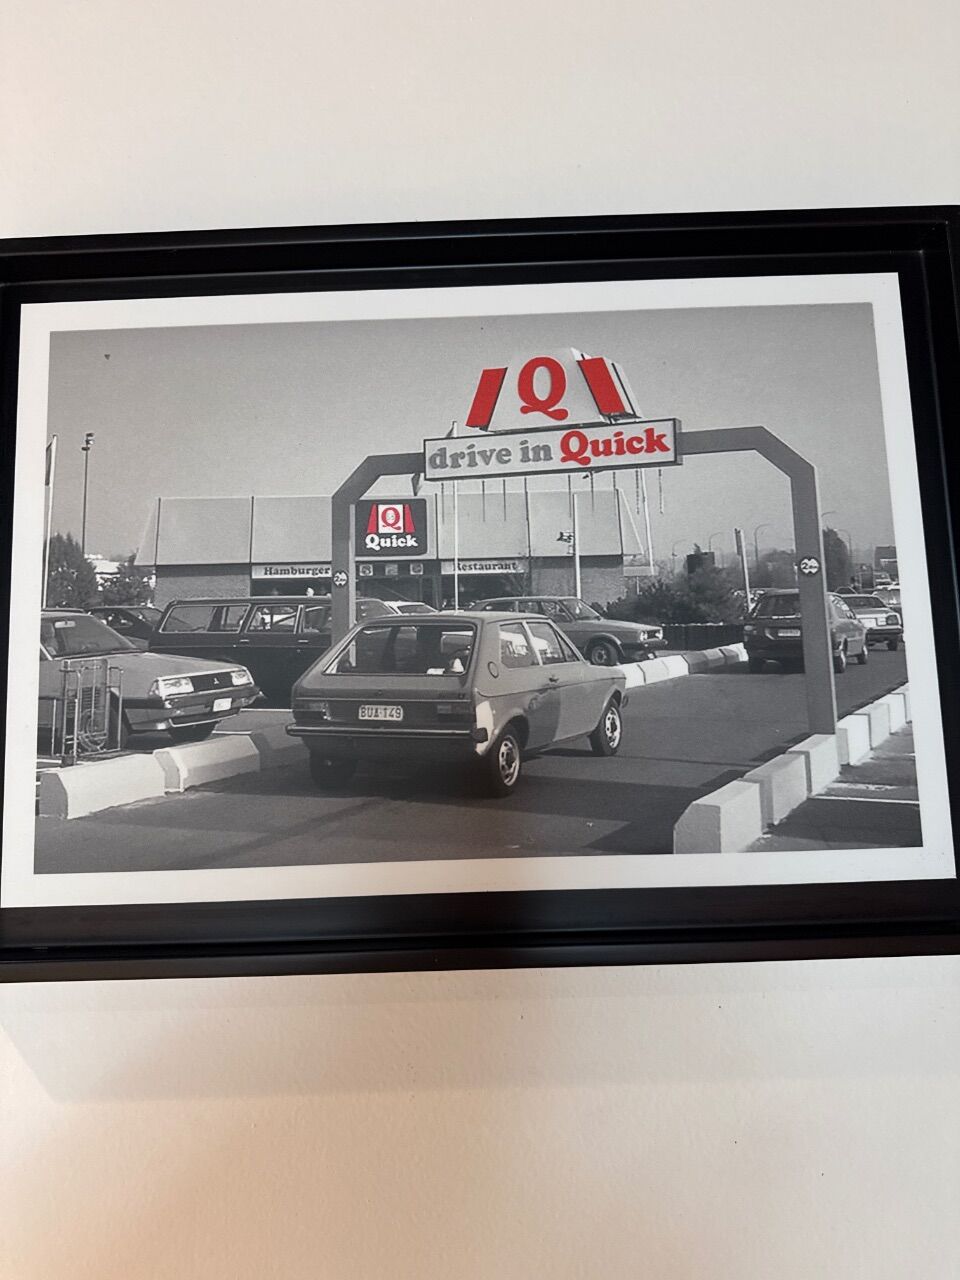 Q
drive in Quick
Q
Quick
Hamburger
Restaurant
BUA·149